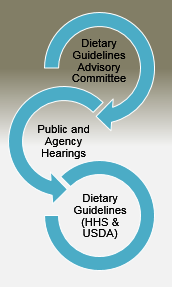 Dietary
Guidelines
Advisory
Committee
Public and
Agency
Hearings
Dietary
Guidelines
(HHS &
USDA)